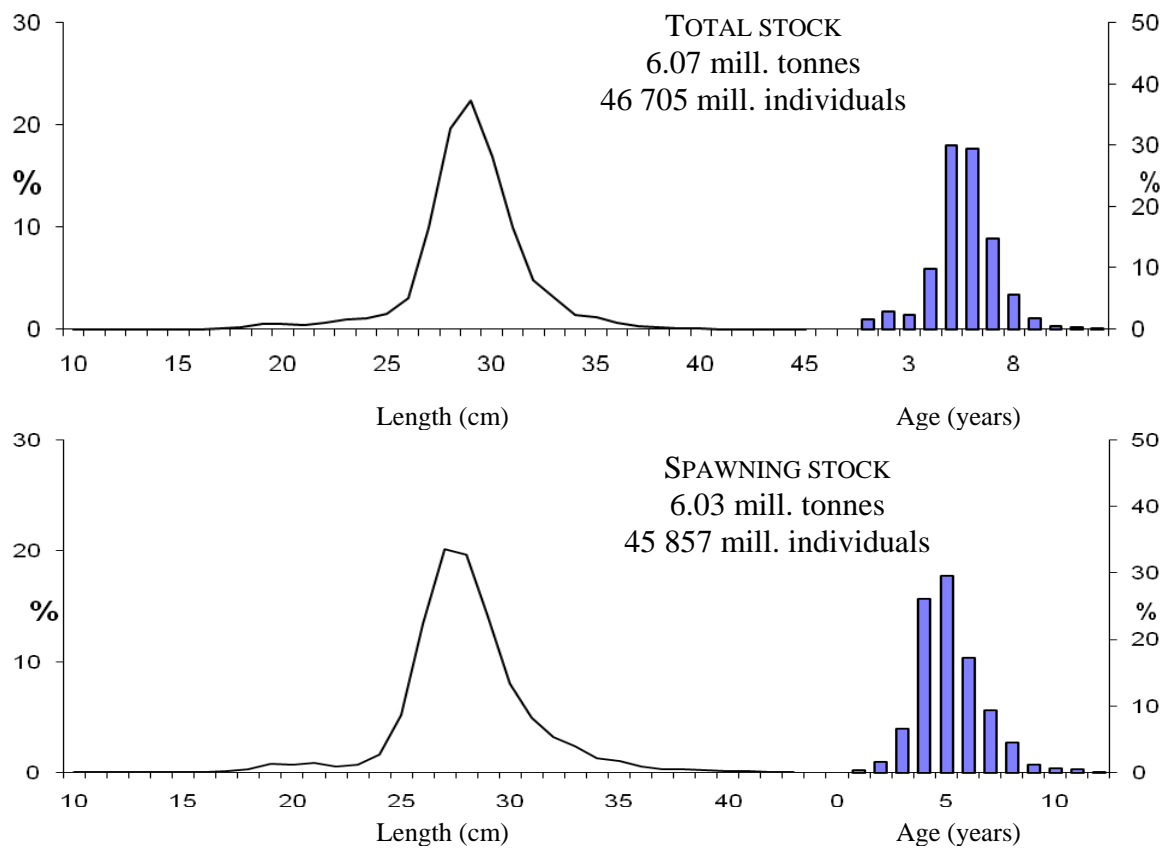 30
50
TOTAL STOCK
6.07 mill. tonnes
46 705 mill. individuals
40
20
30
%
%
20
10
10
0
0
10 15 20 25 30 35 40 45 3 8
Length (cm) Age (years)
30
50
SPAWNING STOCK
6.03 mill. tonnes
45 857 mill. individuals
40
20
30
%
%
20
10
10
0
0
10 15 20 25 30 35 40 0 5 10
Length (cm) Age (years)